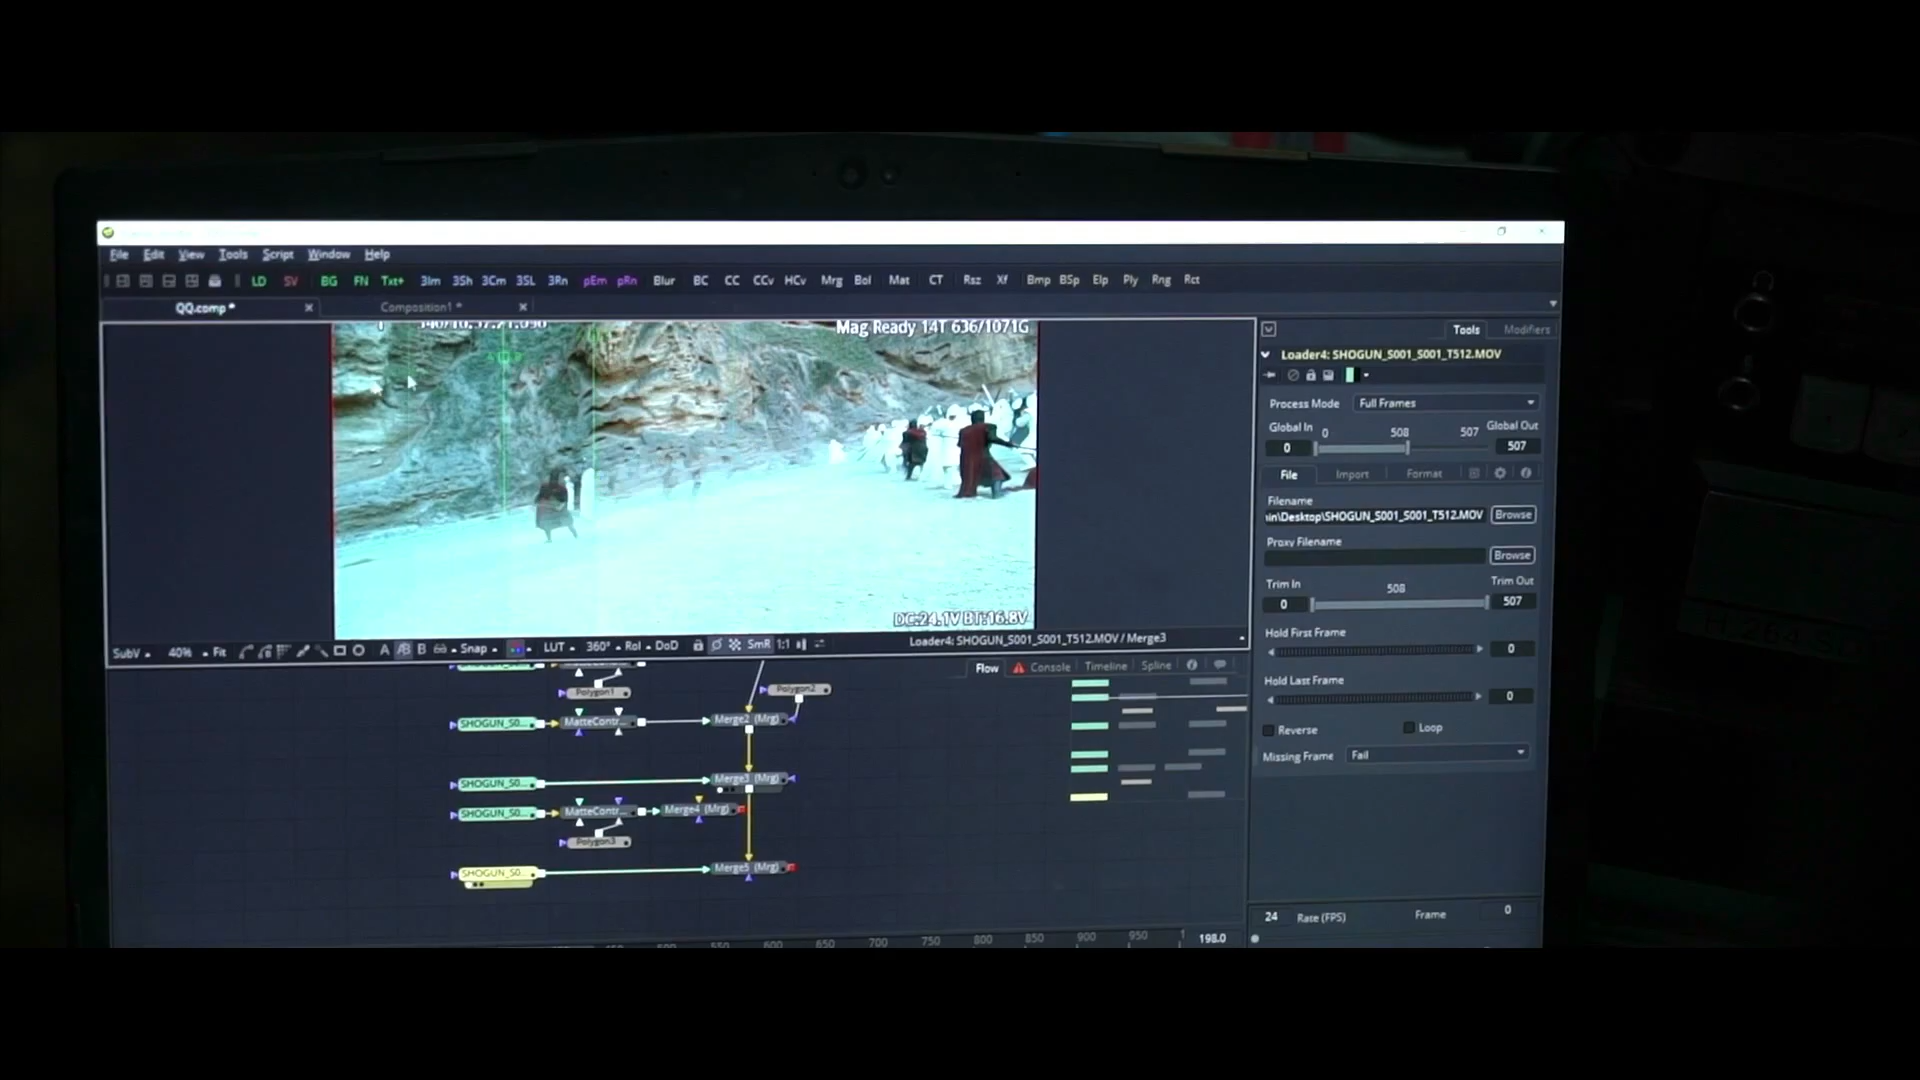 File Edit View Tools Script Window Help
LD SV BG FN Txt+ 3Im 3Sh 3Cm 3SL 3Rn pEm pRn Blur BC CC CCv HCv Mrg Bol Mat CT Rsz Xf Bmp BSp Elp Ply Rng Rct
QQ.comp * Composition1 *
Mag Ready 14T 636/1071G
DC:24.1V BT:16.8V
SubV 40% Fit A A/B B Snap LUT 360° RoI DoD SmR 1:1 Loader4: SHOGUN_S001_S001_T512.MOV / Merge3
Flow Console Timeline Spline
Polygon1 Polygon2
SHOGUN_S0... MatteContr... Merge2 (Mrg)
SHOGUN_S0... Merge3 (Mrg)
SHOGUN_S0... MatteContr... Merge4 (Mrg)
Polygon3
SHOGUN_S0... Merge5 (Mrg)
550 600 650 700 750 800 850 900 950 198.0
Tools Modifiers
Loader4: SHOGUN_S001_S001_T512.MOV
Process Mode Full Frames
Global In 0 508 507 Global Out
0 507
File Import Format
Filename
in\Desktop\SHOGUN_S001_S001_T512.MOV Browse
Proxy Filename
Browse
Trim In 508 Trim Out
0 507
Hold First Frame
0
Hold Last Frame
0
Reverse Loop
Missing Frame Fail
24 Rate (FPS) Frame 0